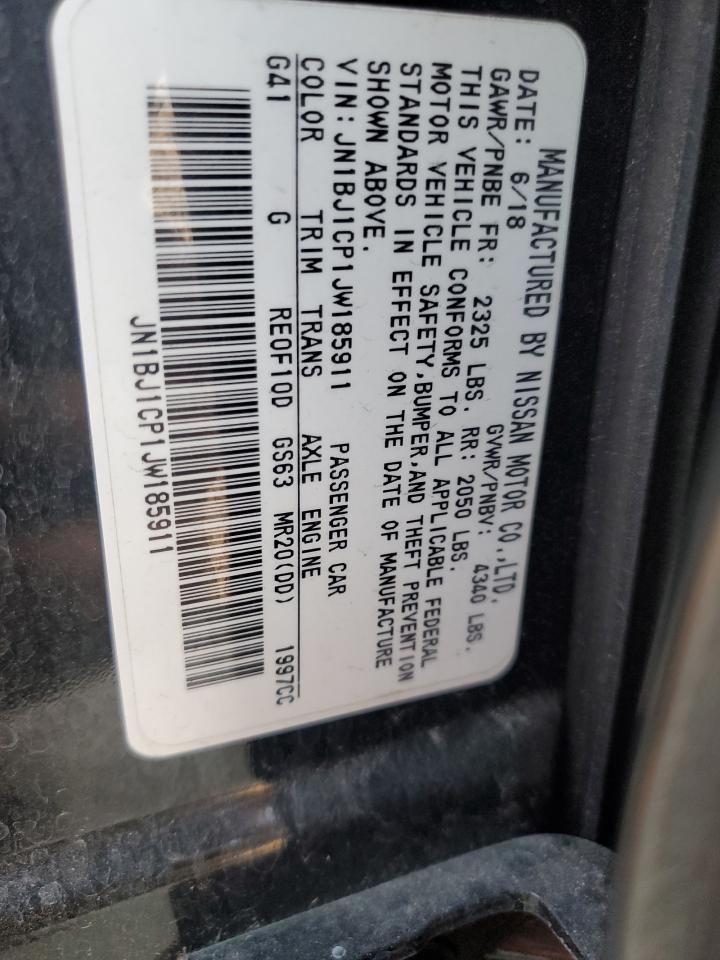 MANUFACTURED BY NISSAN MOTOR CO.,LTD.
DATE: 6/18 GVWR/PNBV: 4340 LBS.
GAWR/PNBE FR: 2325 LBS. RR: 2050 LBS.
THIS VEHICLE CONFORMS TO ALL APPLICABLE FEDERAL
MOTOR VEHICLE SAFETY,BUMPER,AND THEFT PREVENTION
STANDARDS IN EFFECT ON THE DATE OF MANUFACTURE
SHOWN ABOVE.
VIN: JN1BJ1CP1JW185911 PASSENGER CAR
COLOR TRIM TRANS AXLE ENGINE
G41 G RE0F10D GS63 MR20(DD) 1997CC
JN1BJ1CP1JW185911